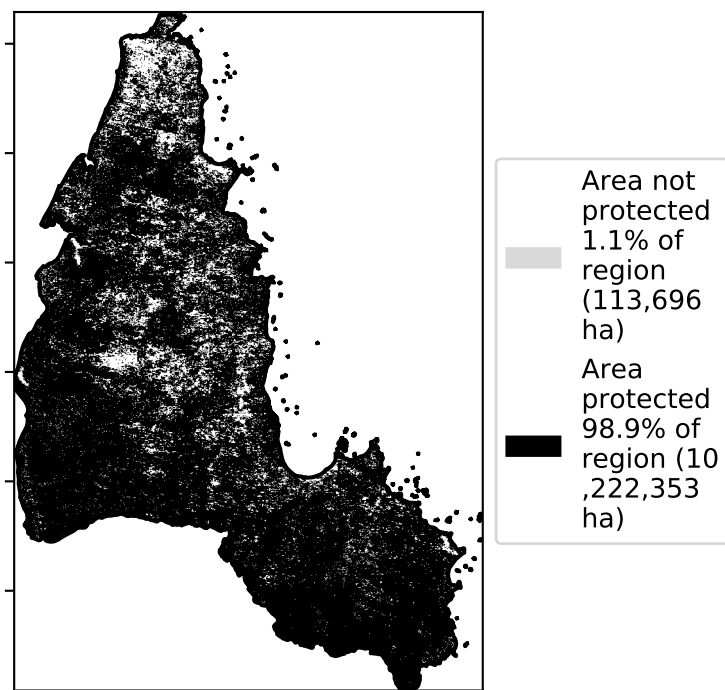 Area not
protected
1.1% of
region
(113,696
ha)
Area
protected
98.9% of
region (10
,222,353
ha)